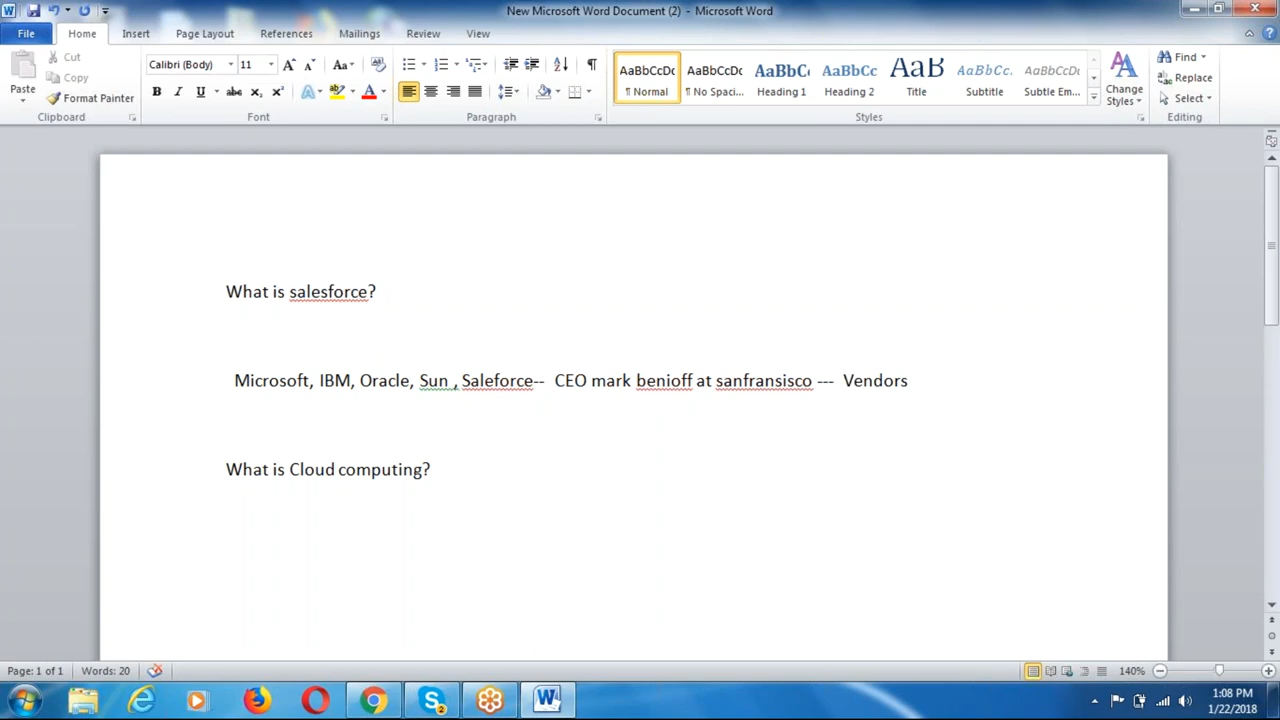 New Microsoft Word Document (2) - Microsoft Word
File Home Insert Page Layout References Mailings Review View
Paste
Cut
Copy
Format Painter
Clipboard
Calibri (Body) 11
Font
Paragraph
AaBbCcDc AaBbCcDc AaBbCc AaBbCc AaB AaBbCc. AaBbCcDc
¶ Normal ¶ No Spaci... Heading 1 Heading 2 Title Subtitle Subtle Em...
Change Styles
Styles
Find
Replace
Select
Editing
What is salesforce?
Microsoft, IBM, Oracle, Sun , Saleforce-- CEO mark benioff at sanfransisco --- Vendors
What is Cloud computing?
Page: 1 of 1 Words: 20 140%
1:08 PM
1/22/2018